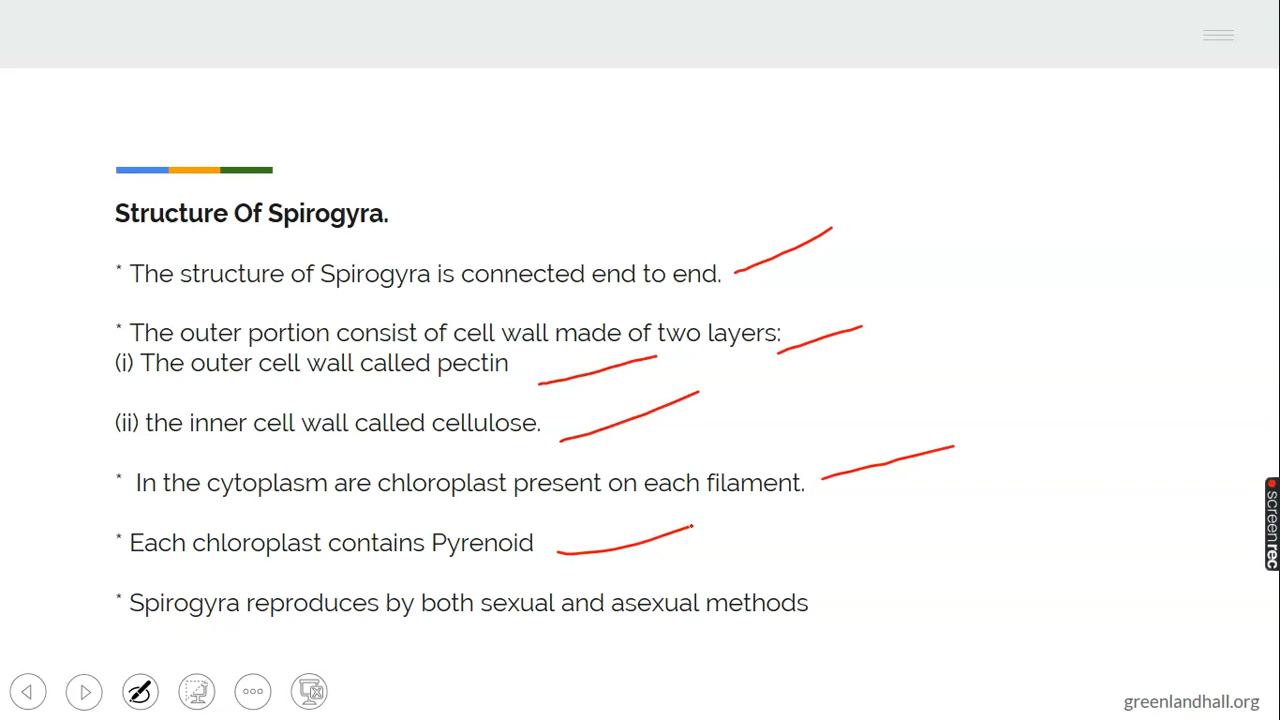 Structure Of Spirogyra.
* The structure of Spirogyra is connected end to end.
* The outer portion consist of cell wall made of two layers:
(i) The outer cell wall called pectin
(ii) the inner cell wall called cellulose.
* In the cytoplasm are chloroplast present on each filament.
* Each chloroplast contains Pyrenoid
* Spirogyra reproduces by both sexual and asexual methods
screenrec
greenlandhall.org